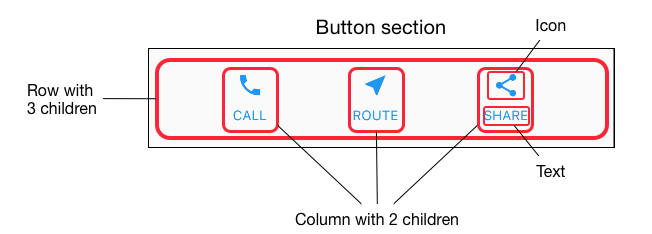 Button section
Icon
Row with
3 children
CALL
ROUTE
SHARE
Text
Column with 2 children